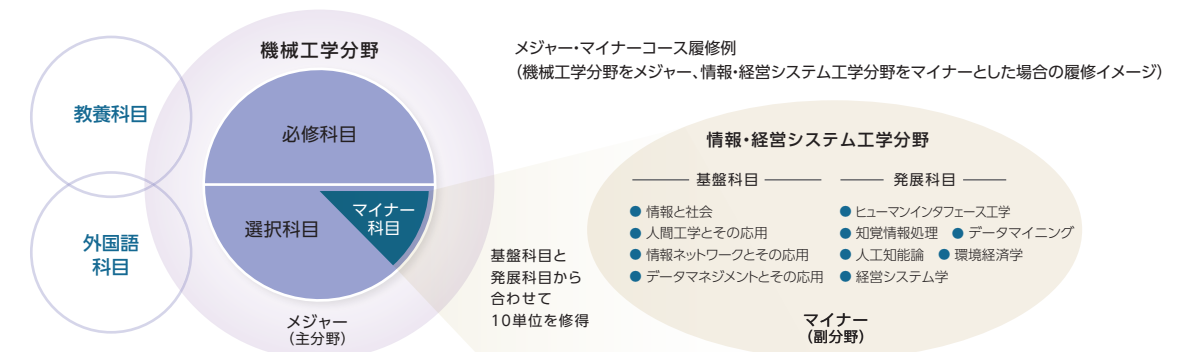 教養科目
外国語
科目
機械工学分野
必修科目
選択科目
マイナー
科目
メジャー
(主分野)
メジャー・マイナーコース履修例
(機械工学分野をメジャー、情報・経営システム工学分野をマイナーとした場合の履修イメージ)
基盤科目と
発展科目から
合わせて
10単位を修得
情報・経営システム工学分野
基盤科目
● 情報と社会
● 人間工学とその応用
● 情報ネットワークとその応用
● データマネジメントとその応用
発展科目
● ヒューマンインタフェース工学
● 知覚情報処理 ● データマイニング
● 人工知能論 ● 環境経済学
● 経営システム学
マイナー
(副分野)